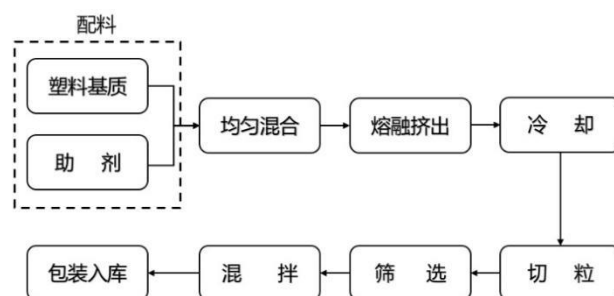 配料
塑料基质
助 剂
均匀混合
熔融挤出
冷 却
切 粒
筛 选
混 拌
包装入库